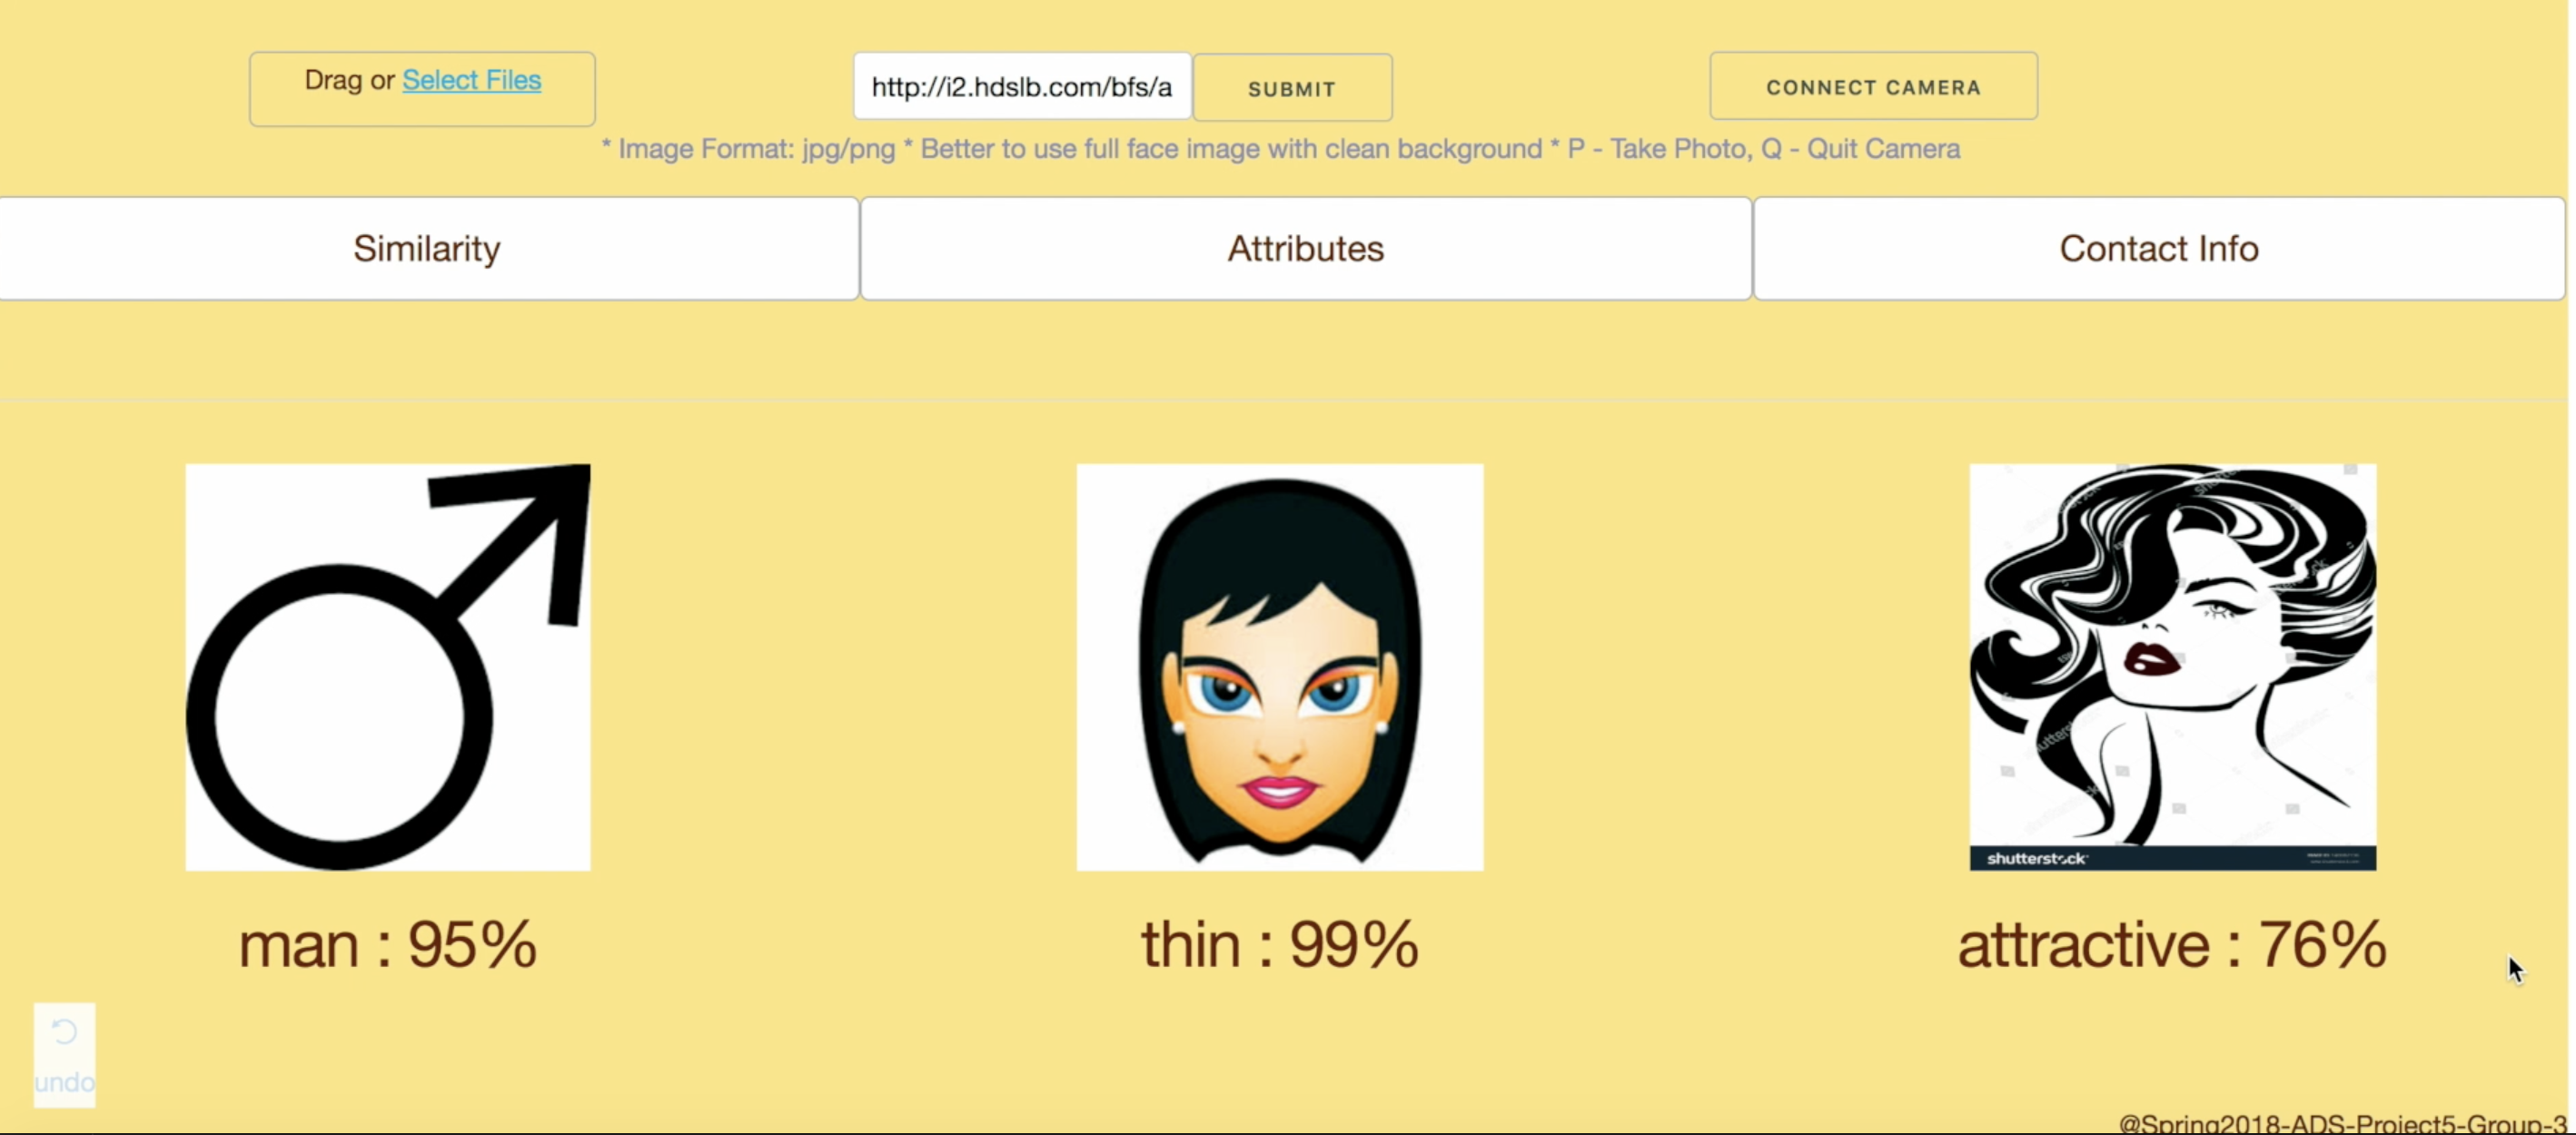 Drag or Select Files
http://i2.hdslb.com/bfs/a
SUBMIT
CONNECT CAMERA
* Image Format: jpg/png * Better to use full face image with clean background * P - Take Photo, Q - Quit Camera
Similarity
Attributes
Contact Info
shutterstock
man : 95%
thin : 99%
attractive : 76%
undo
@Spring2018-ADS-Project5-Group-3